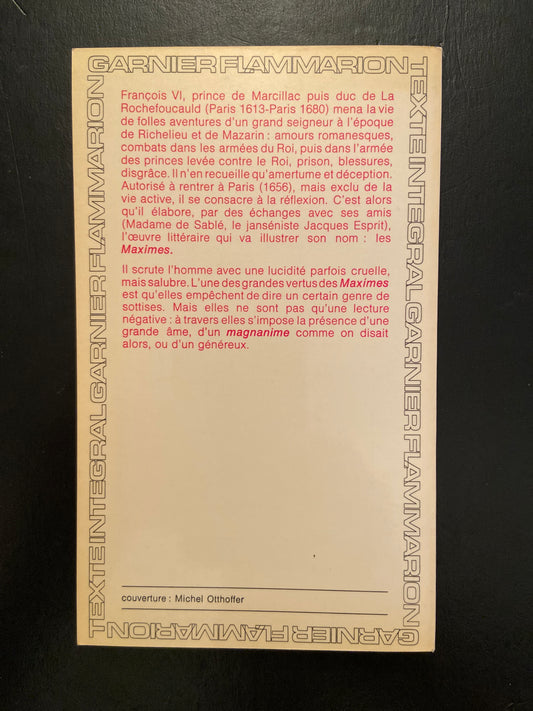 GARNIER FLAMMARION
TEXTE INTEGRAL GARNIER FLAMMARION
François VI, prince de Marcillac puis duc de La
Rochefoucauld (Paris 1613-Paris 1680) mena la vie
de folles aventures d'un grand seigneur à l'époque
de Richelieu et de Mazarin : amours romanesques,
combats dans les armées du Roi, puis dans l'armée
des princes levée contre le Roi, prison, blessures,
disgrâce. Il n'en recueille qu'amertume et déception.
Autorisé à rentrer à Paris (1656), mais exclu de la
vie active, il se consacre à la réflexion. C'est alors
qu'il élabore, par des échanges avec ses amis
(Madame de Sablé, le janséniste Jacques Esprit),
l'œuvre littéraire qui va illustrer son nom : les
Maximes.
Il scrute l'homme avec une lucidité parfois cruelle,
mais salubre. L'une des grandes vertus des Maximes
est qu'elles empêchent de dire un certain genre de
sottises. Mais elles ne sont pas qu'une lecture
négative : à travers elles s'impose la présence d'une
grande âme, d'un magnanime comme on disait
alors, ou d'un généreux.
couverture : Michel Otthoffer
TEXTE INTEGRAL GARNIER FLAMMARION
GARNIER FLAMMARION